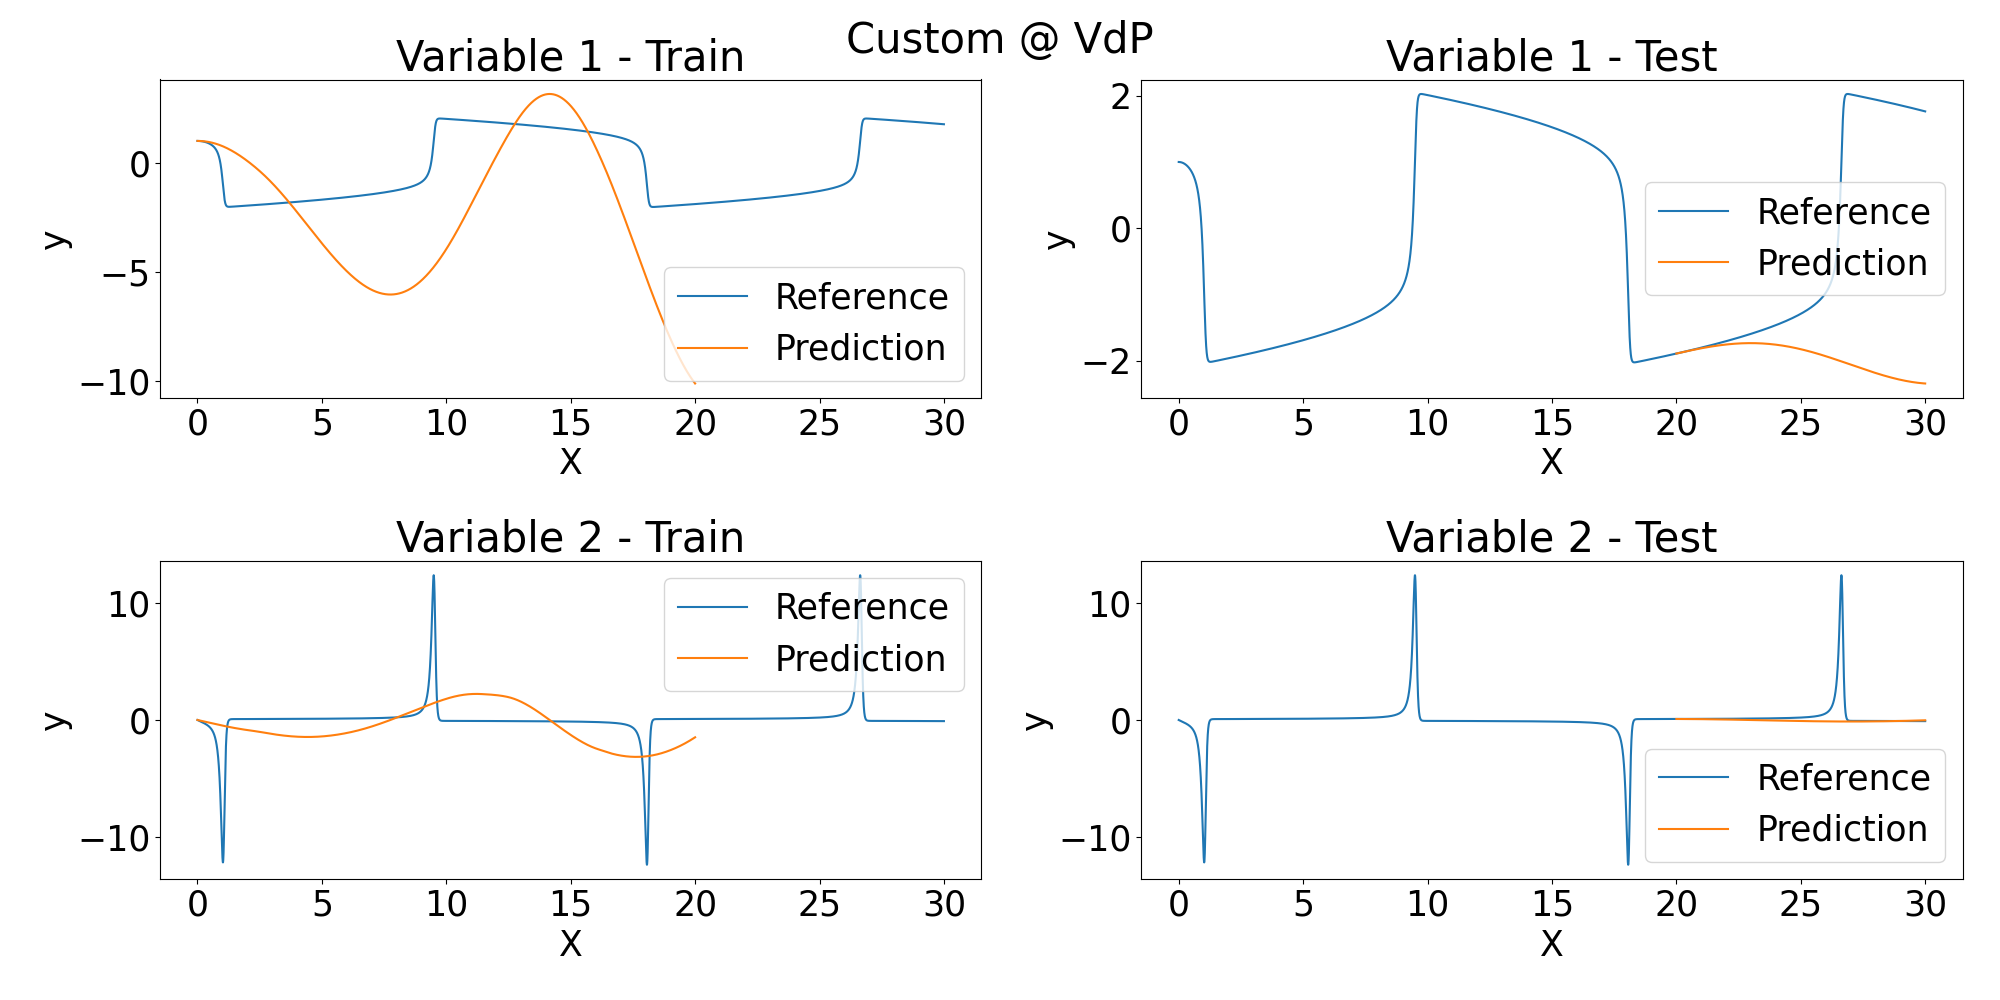 Custom @ VdP
Variable 1 - Train
0
−5
−10
y
Reference
Prediction
0 5 10 15 20 25 30
X
Variable 1 - Test
2
0
−2
y
Reference
Prediction
0 5 10 15 20 25 30
X
Variable 2 - Train
10
0
−10
y
Reference
Prediction
0 5 10 15 20 25 30
X
Variable 2 - Test
10
0
−10
y
Reference
Prediction
0 5 10 15 20 25 30
X